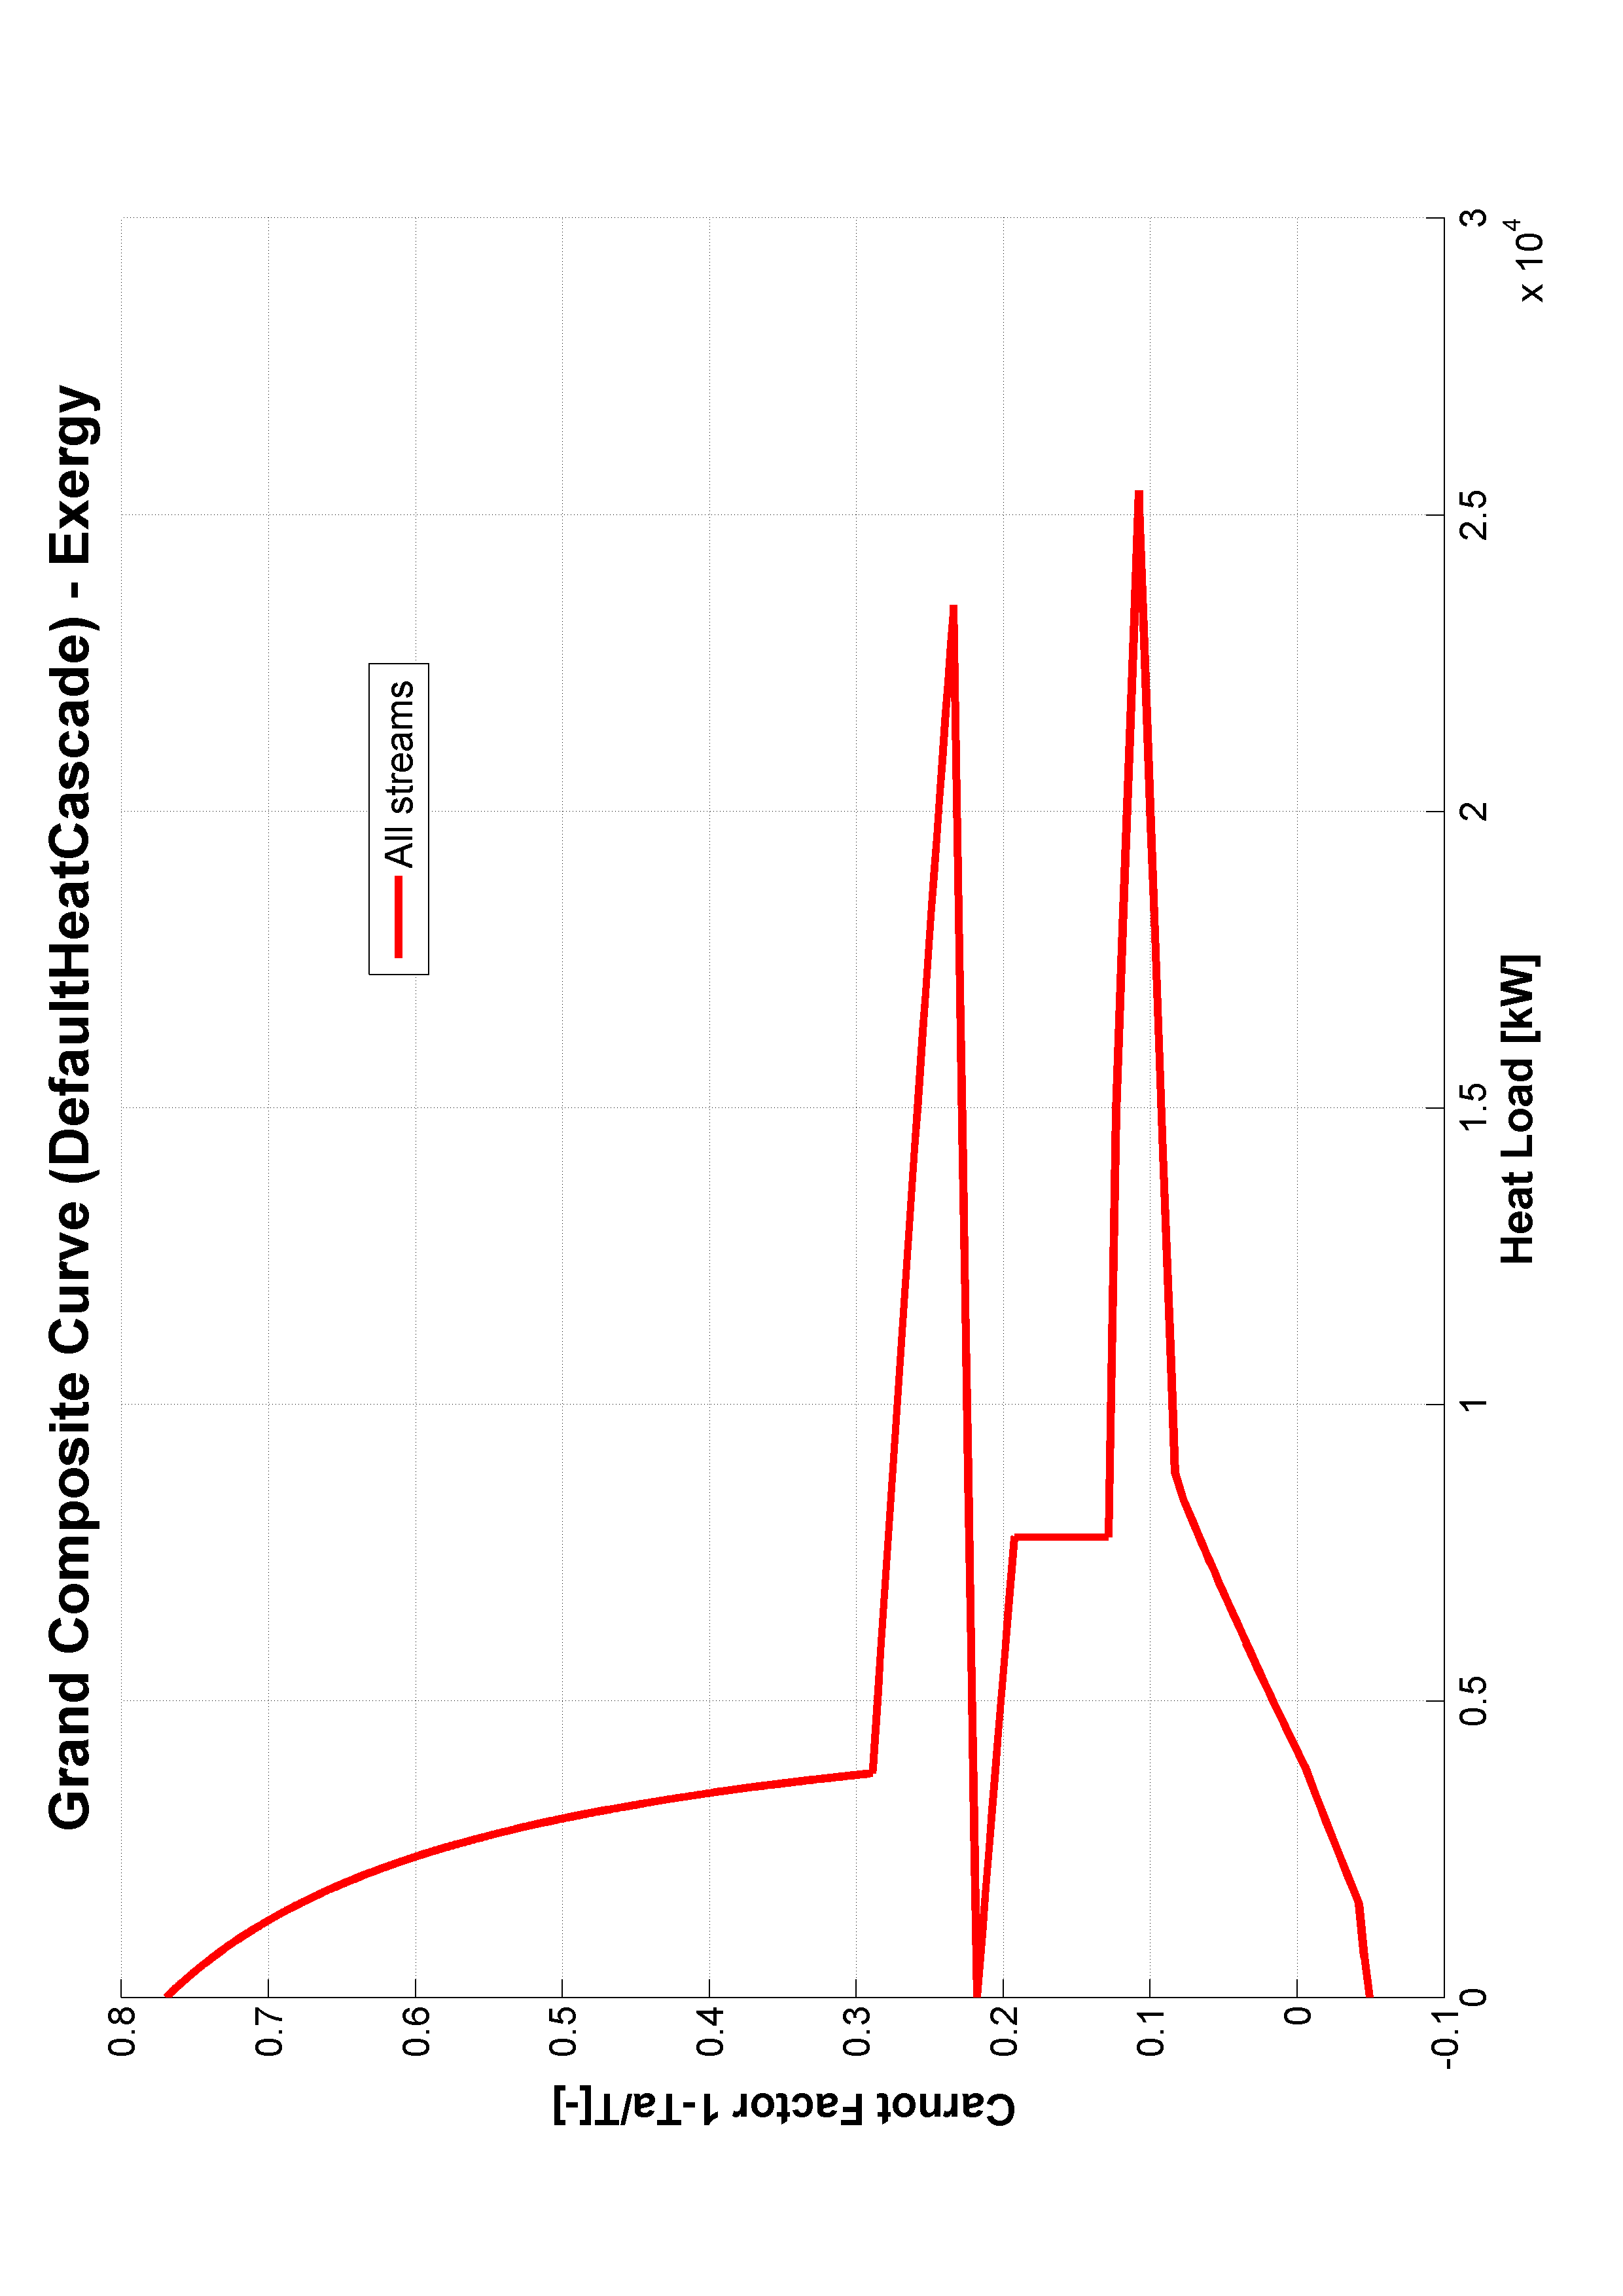 Grand Composite Curve (DefaultHeatCascade) - Exergy
All streams
Carnot Factor 1-Ta/T[-]
0.8
0.7
0.6
0.5
0.4
0.3
0.2
0.1
0
-0.1
0 0.5 1 1.5 2 2.5 3
x 10⁴
Heat Load [kW]